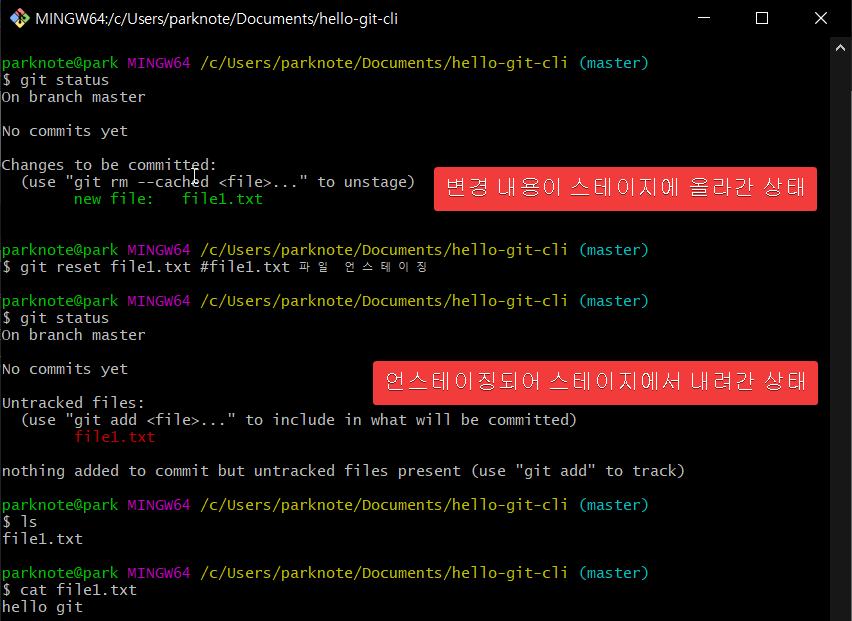 MINGW64:/c/Users/parknote/Documents/hello-git-cli
parknote@park MINGW64 /c/Users/parknote/Documents/hello-git-cli (master)
$ git status
On branch master
No commits yet
Changes to be committed:
(use "git rm --cached <file>..." to unstage)
변경 내용이 스테이지에 올라간 상태
new file:   file1.txt
parknote@park MINGW64 /c/Users/parknote/Documents/hello-git-cli (master)
$ git reset file1.txt #file1.txt 파일 언스테이징
parknote@park MINGW64 /c/Users/parknote/Documents/hello-git-cli (master)
$ git status
On branch master
No commits yet
언스테이징되어 스테이지에서 내려간 상태
Untracked files:
(use "git add <file>..." to include in what will be committed)
file1.txt
nothing added to commit but untracked files present (use "git add" to track)
parknote@park MINGW64 /c/Users/parknote/Documents/hello-git-cli (master)
$ ls
file1.txt
parknote@park MINGW64 /c/Users/parknote/Documents/hello-git-cli (master)
$ cat file1.txt
hello git